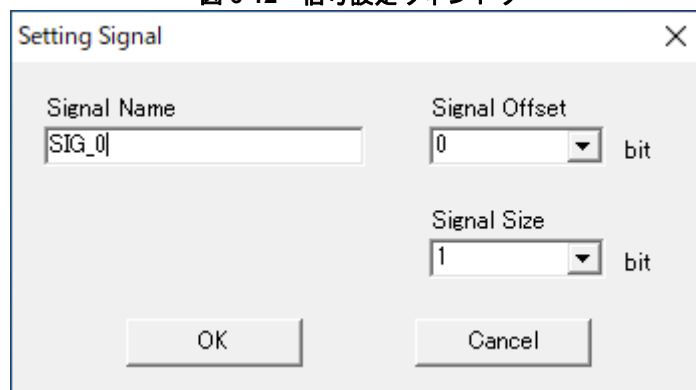 Setting Signal
Signal Name
Signal Offset
SIG_0
0
bit
Signal Size
1
bit
OK
Cancel